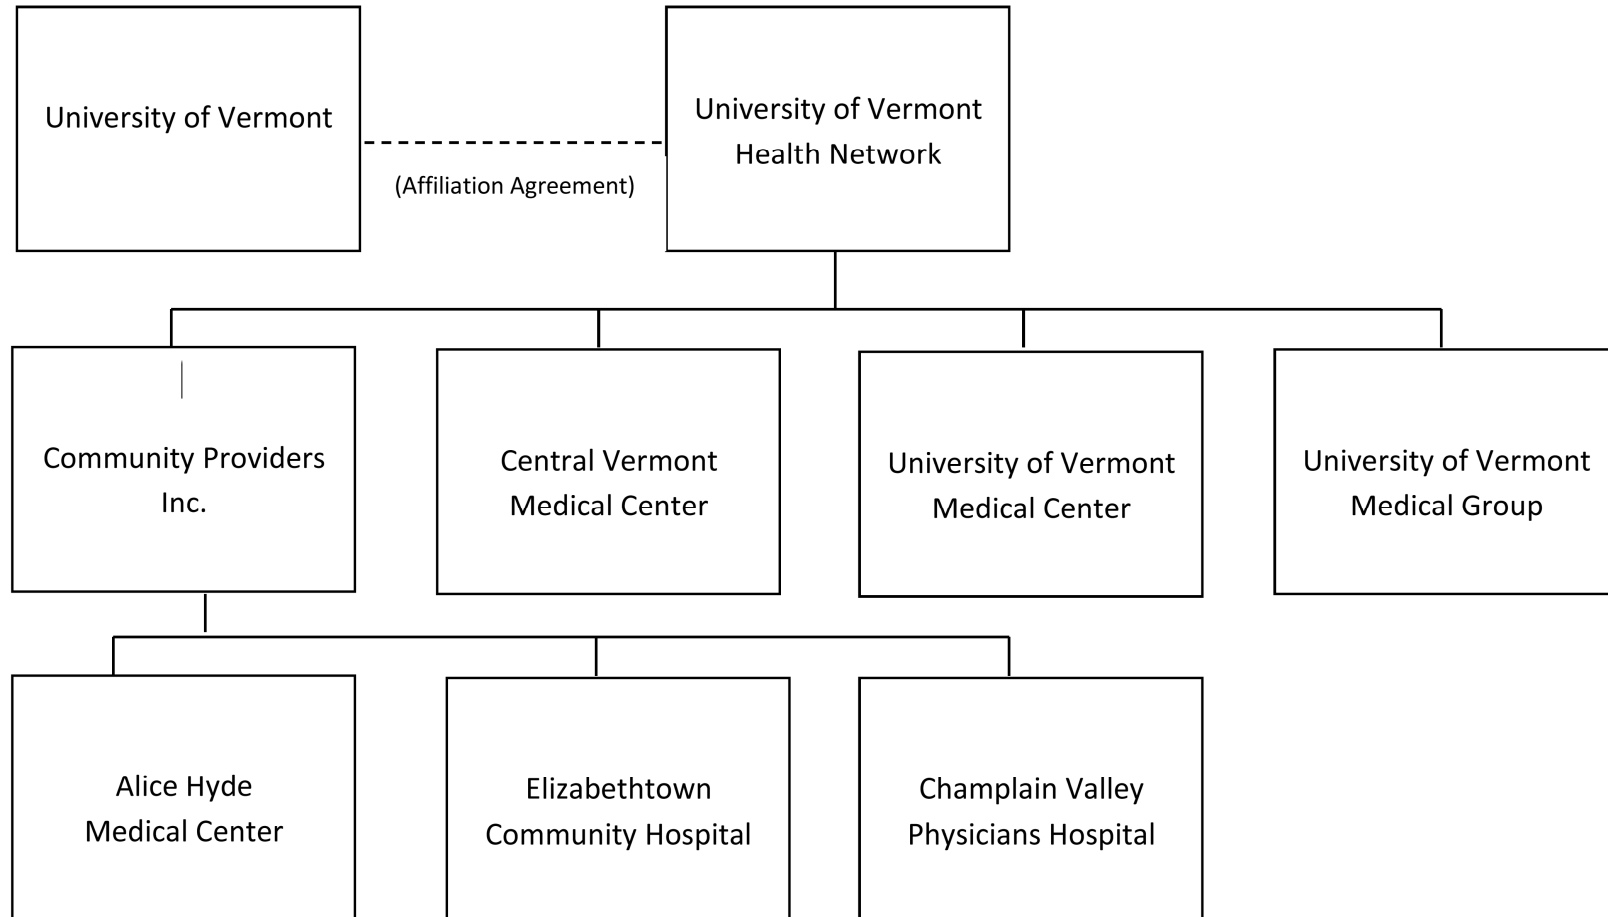 University of Vermont
University of Vermont
Health Network
(Affiliation Agreement)
Community Providers
Inc.
Central Vermont
Medical Center
University of Vermont
Medical Center
University of Vermont
Medical Group
Alice Hyde
Medical Center
Elizabethtown
Community Hospital
Champlain Valley
Physicians Hospital